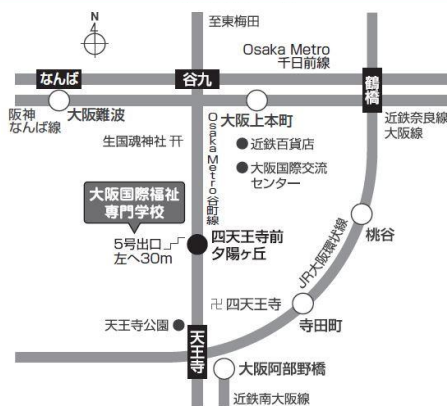 N
至東梅田
Osaka Metro
千日前線
なんば
谷九
鶴橋
阪神
なんば線
大阪難波
大阪上本町
近鉄奈良線
大阪線
生国魂神社
Osaka Metro谷町線
近鉄百貨店
大阪国際交流
センター
大阪国際福祉
専門学校
5号出口
左へ30m
四天王寺前
夕陽ヶ丘
桃谷
JR大阪環状線
卍四天王寺
寺田町
天王寺公園
天王寺
大阪阿部野橋
近鉄南大阪線